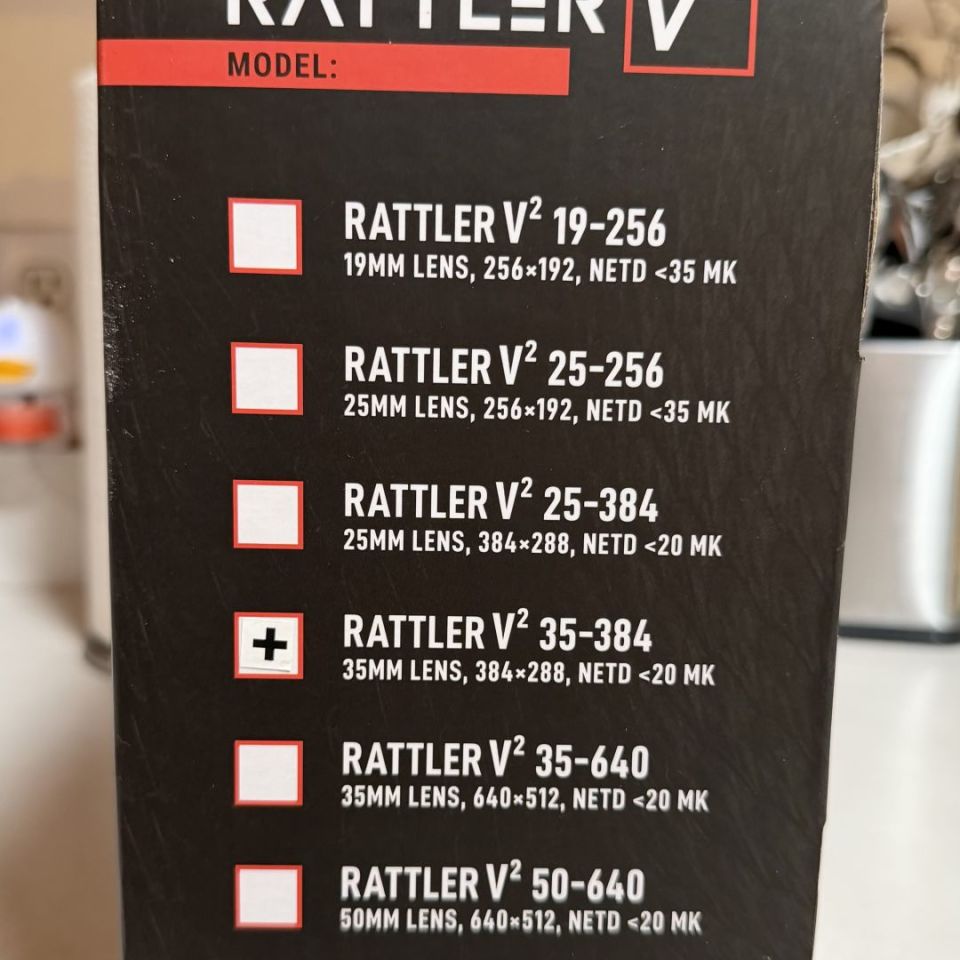 RATTLER V
MODEL:
RATTLER V² 19-256
19MM LENS, 256×192, NETD <35 MK
RATTLER V² 25-256
25MM LENS, 256×192, NETD <35 MK
RATTLER V² 25-384
25MM LENS, 384×288, NETD <20 MK
+
RATTLER V² 35-384
35MM LENS, 384×288, NETD <20 MK
RATTLER V² 35-640
35MM LENS, 640×512, NETD <20 MK
RATTLER V² 50-640
50MM LENS, 640×512, NETD <20 MK